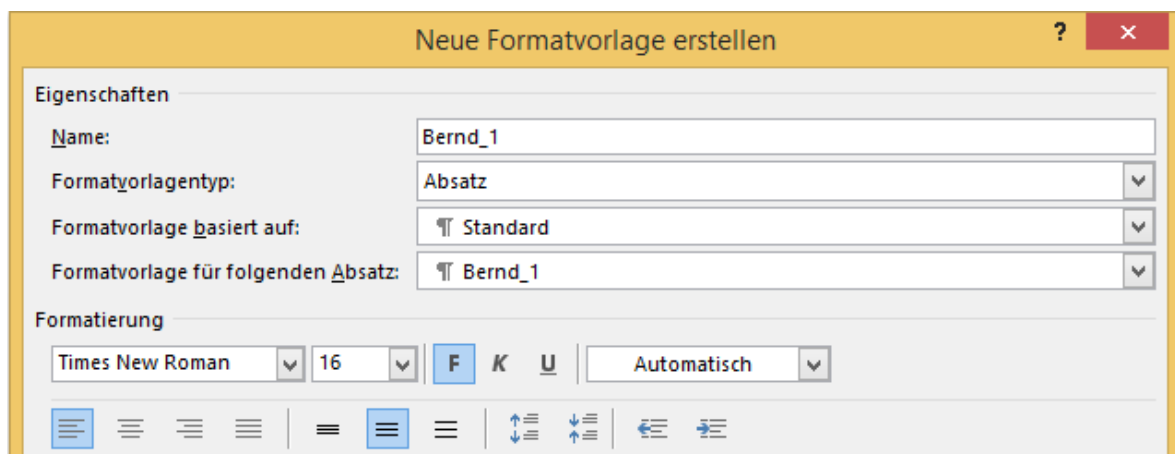 Neue Formatvorlage erstellen ? ×
Eigenschaften
Name: Bernd_1
Formatvorlagentyp: Absatz
Formatvorlage basiert auf: ¶ Standard
Formatvorlage für folgenden Absatz: ¶ Bernd_1
Formatierung
Times New Roman 16 F K U Automatisch